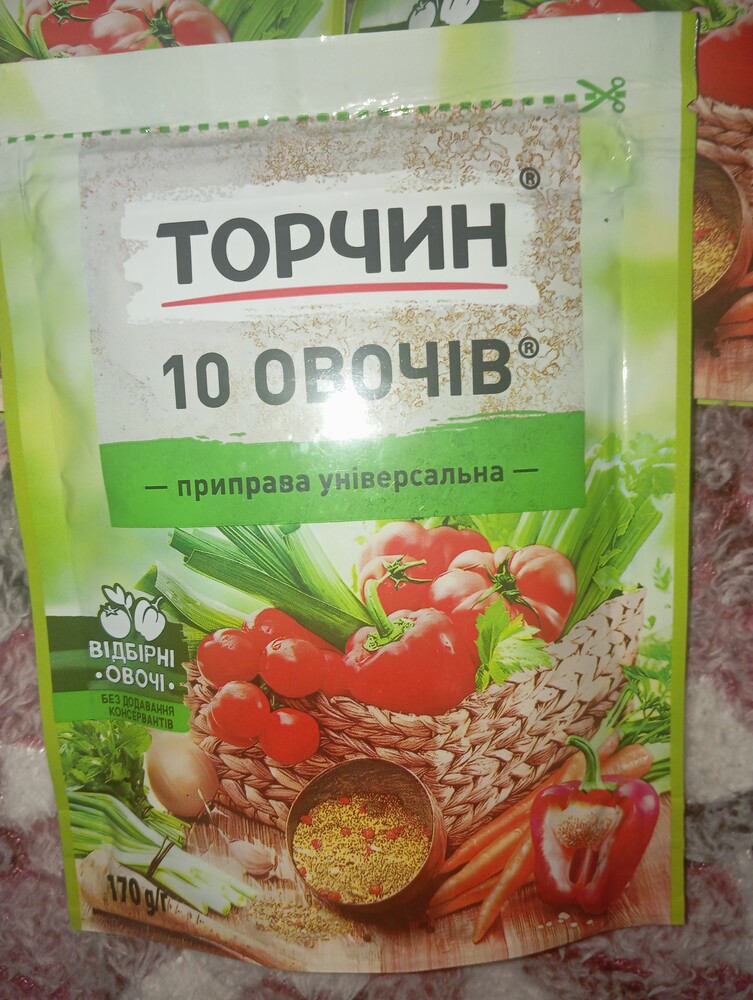 ТОРЧИН®
10 ОВОЧІВ®
— приправа універсальна —
ВІДБІРНІ
• ОВОЧІ •
БЕЗ ДОДАВАННЯ
КОНСЕРВАНТІВ
170 g/г